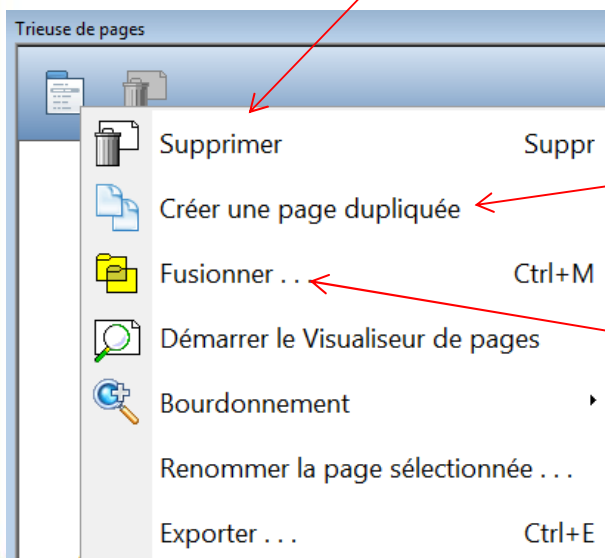 Trieuse de pages
Supprimer Suppr
Créer une page dupliquée
Fusionner . . . Ctrl+M
Démarrer le Visualiseur de pages
Bourdonnement
Renommer la page sélectionnée . . .
Exporter . . . Ctrl+E